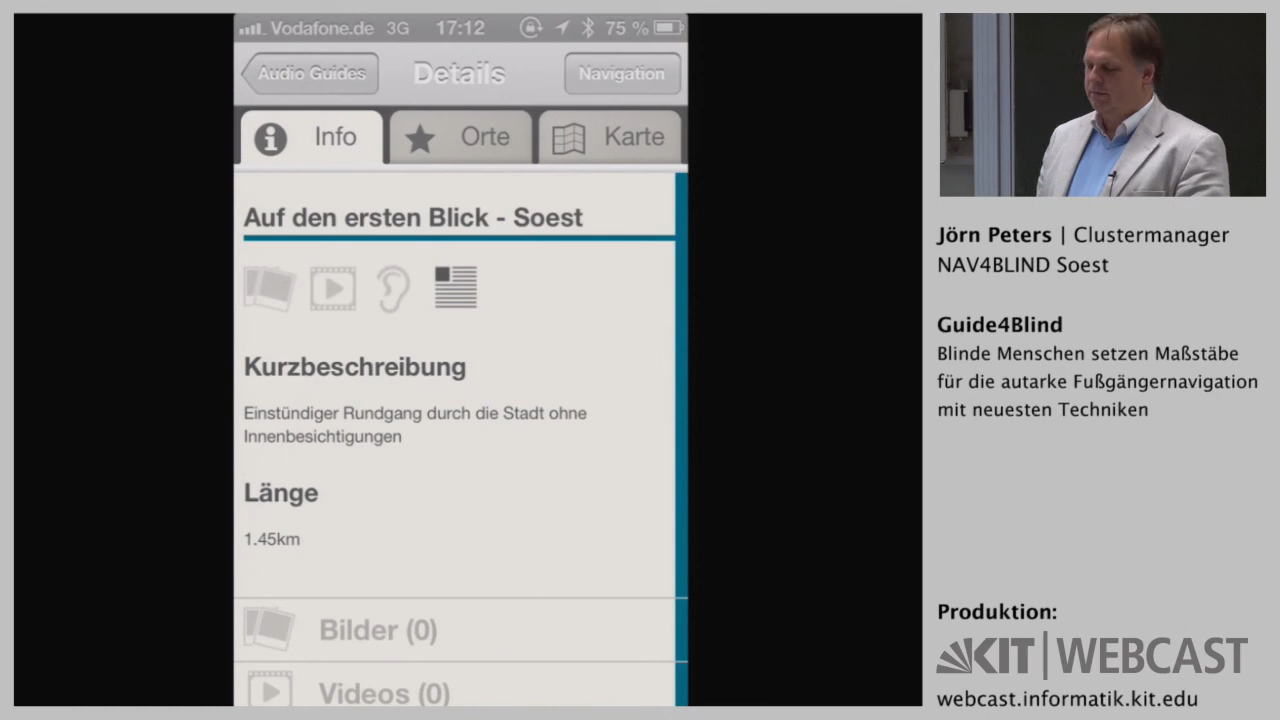 Vodafone.de 3G 17:12 75 %
Audio Guides Details Navigation
Info Orte Karte
Auf den ersten Blick - Soest
Kurzbeschreibung
Einstündiger Rundgang durch die Stadt ohne
Innenbesichtigungen
Länge
1.45km
Bilder (0)
Videos (0)
Jörn Peters | Clustermanager
NAV4BLIND Soest
Guide4Blind
Blinde Menschen setzen Maßstäbe
für die autarke Fußgängernavigation
mit neuesten Techniken
Produktion:
KIT | WEBCAST
webcast.informatik.kit.edu